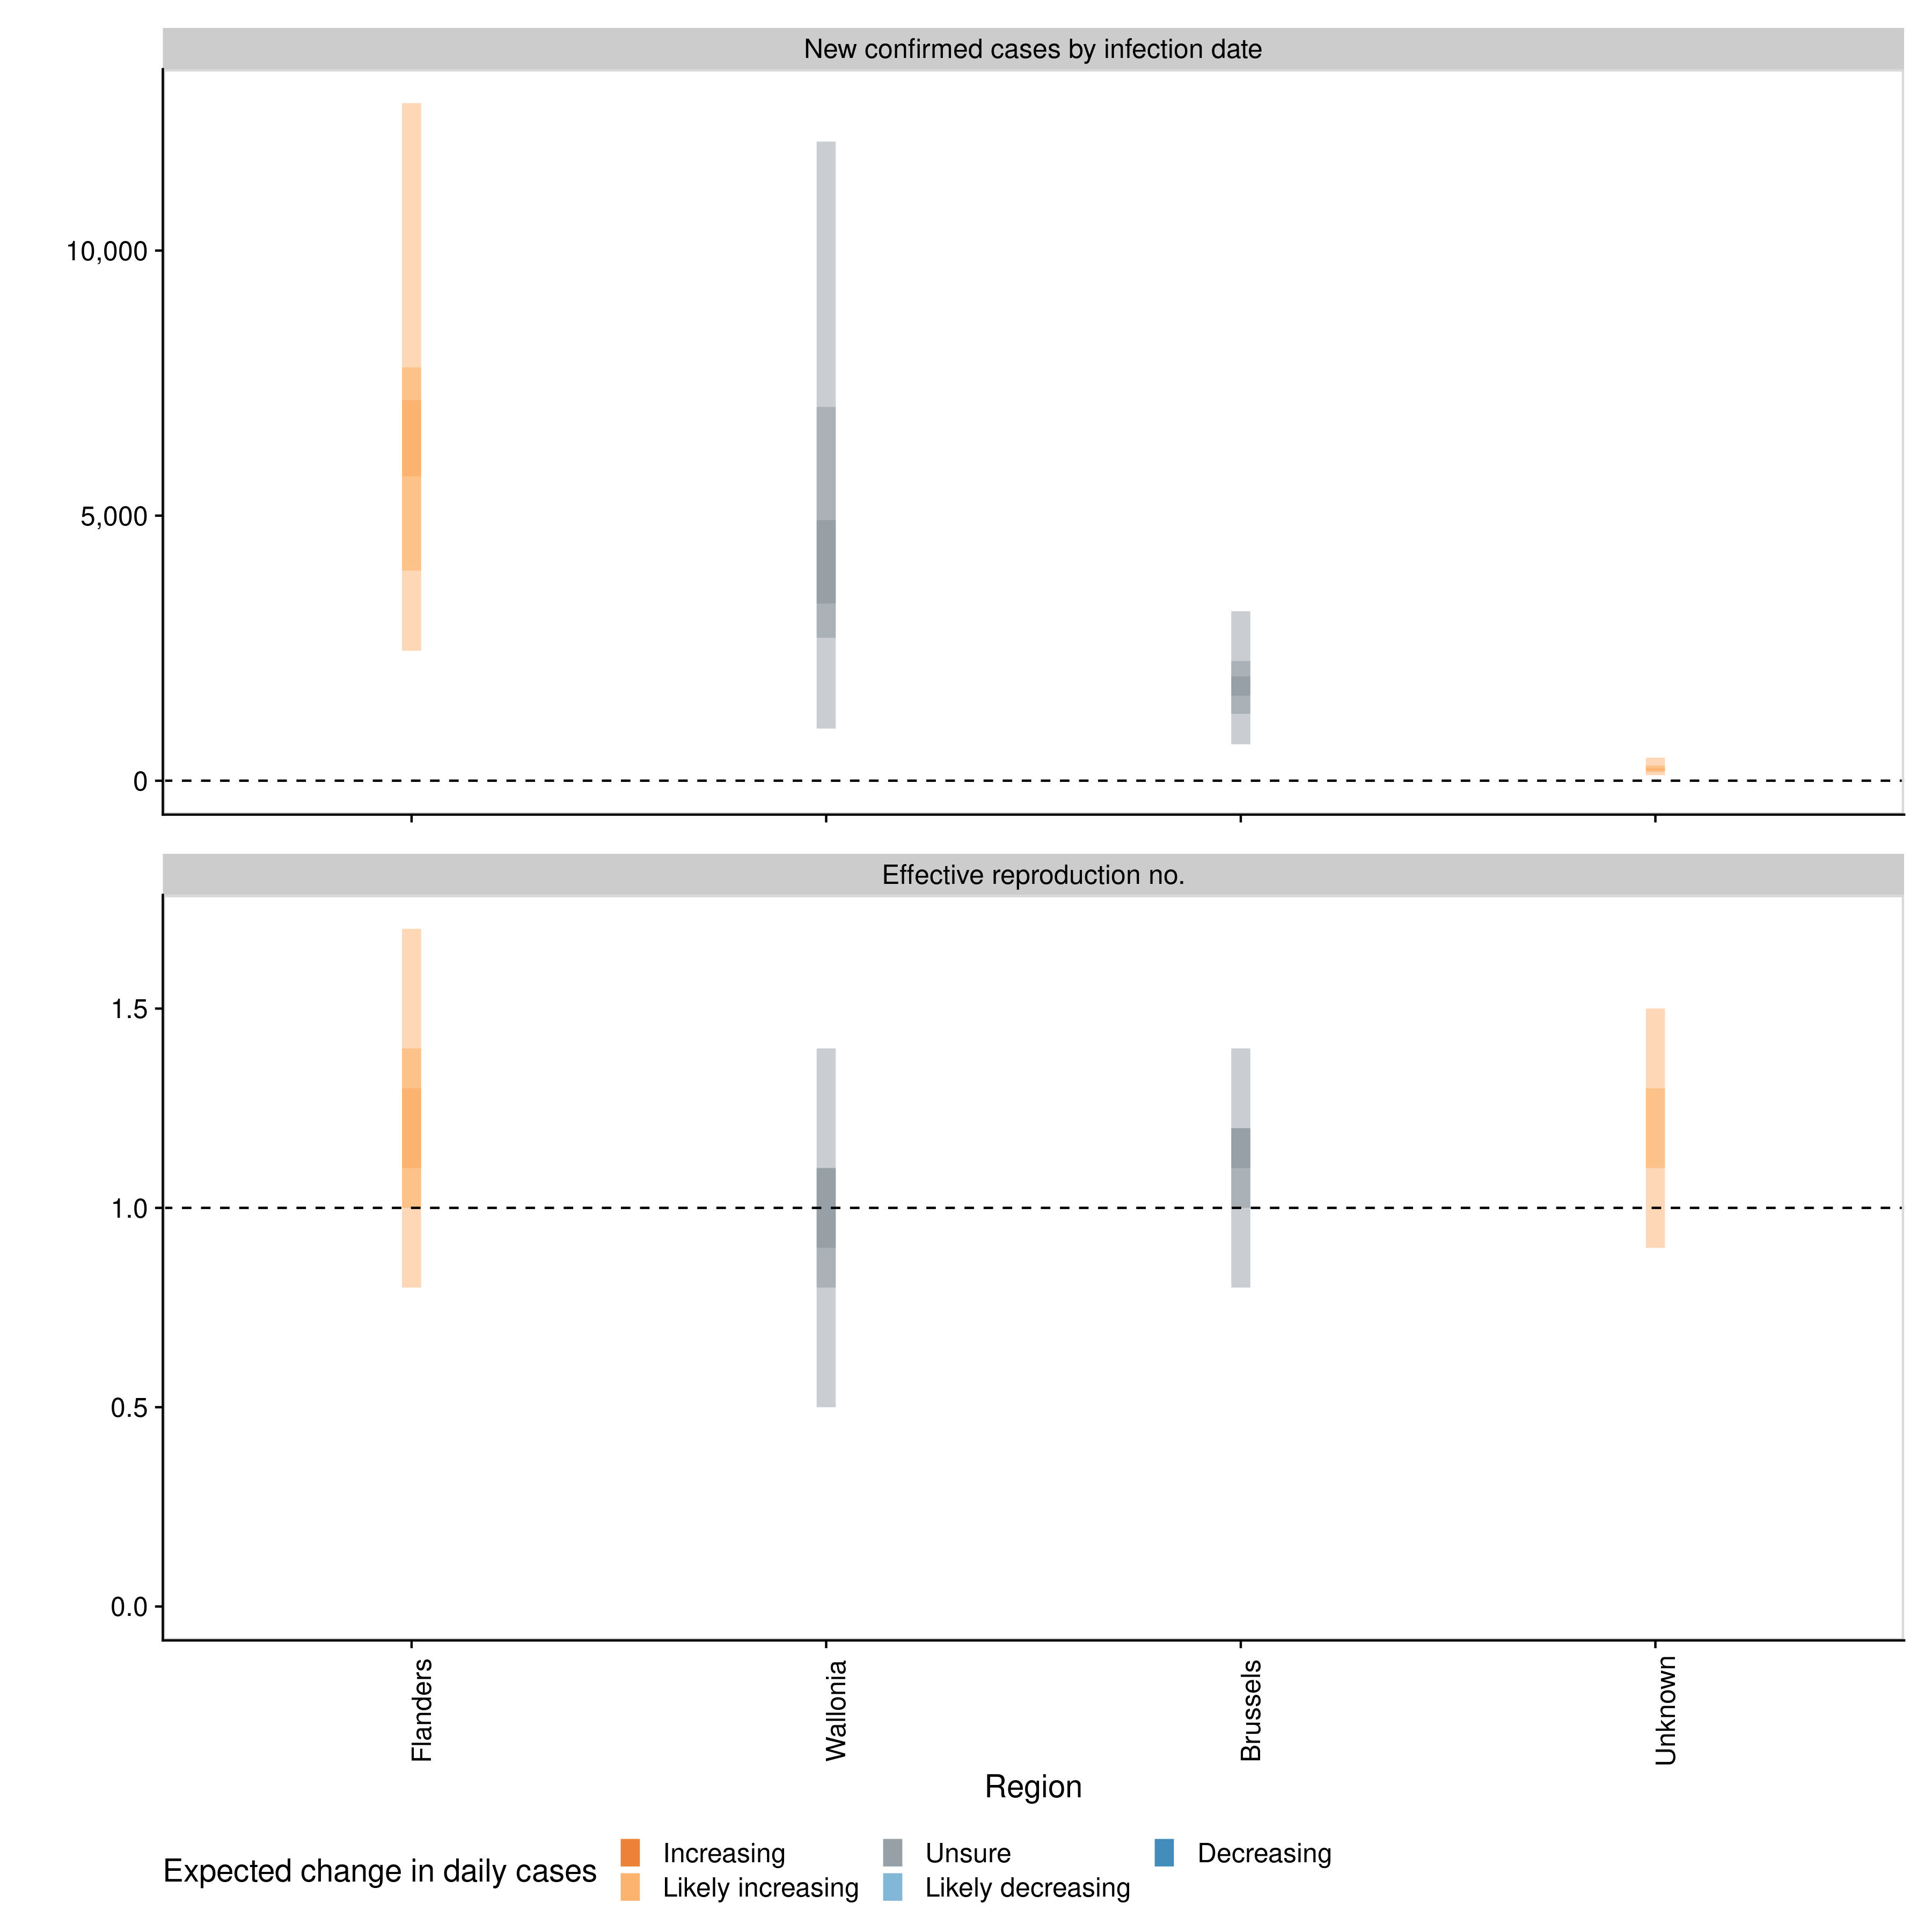 New confirmed cases by infection date
10,000
5,000
0
Effective reproduction no.
1.5
1.0
0.5
0.0
Flanders
Wallonia
Brussels
Unknown
Region
Expected change in daily cases
Increasing
Likely increasing
Unsure
Likely decreasing
Decreasing